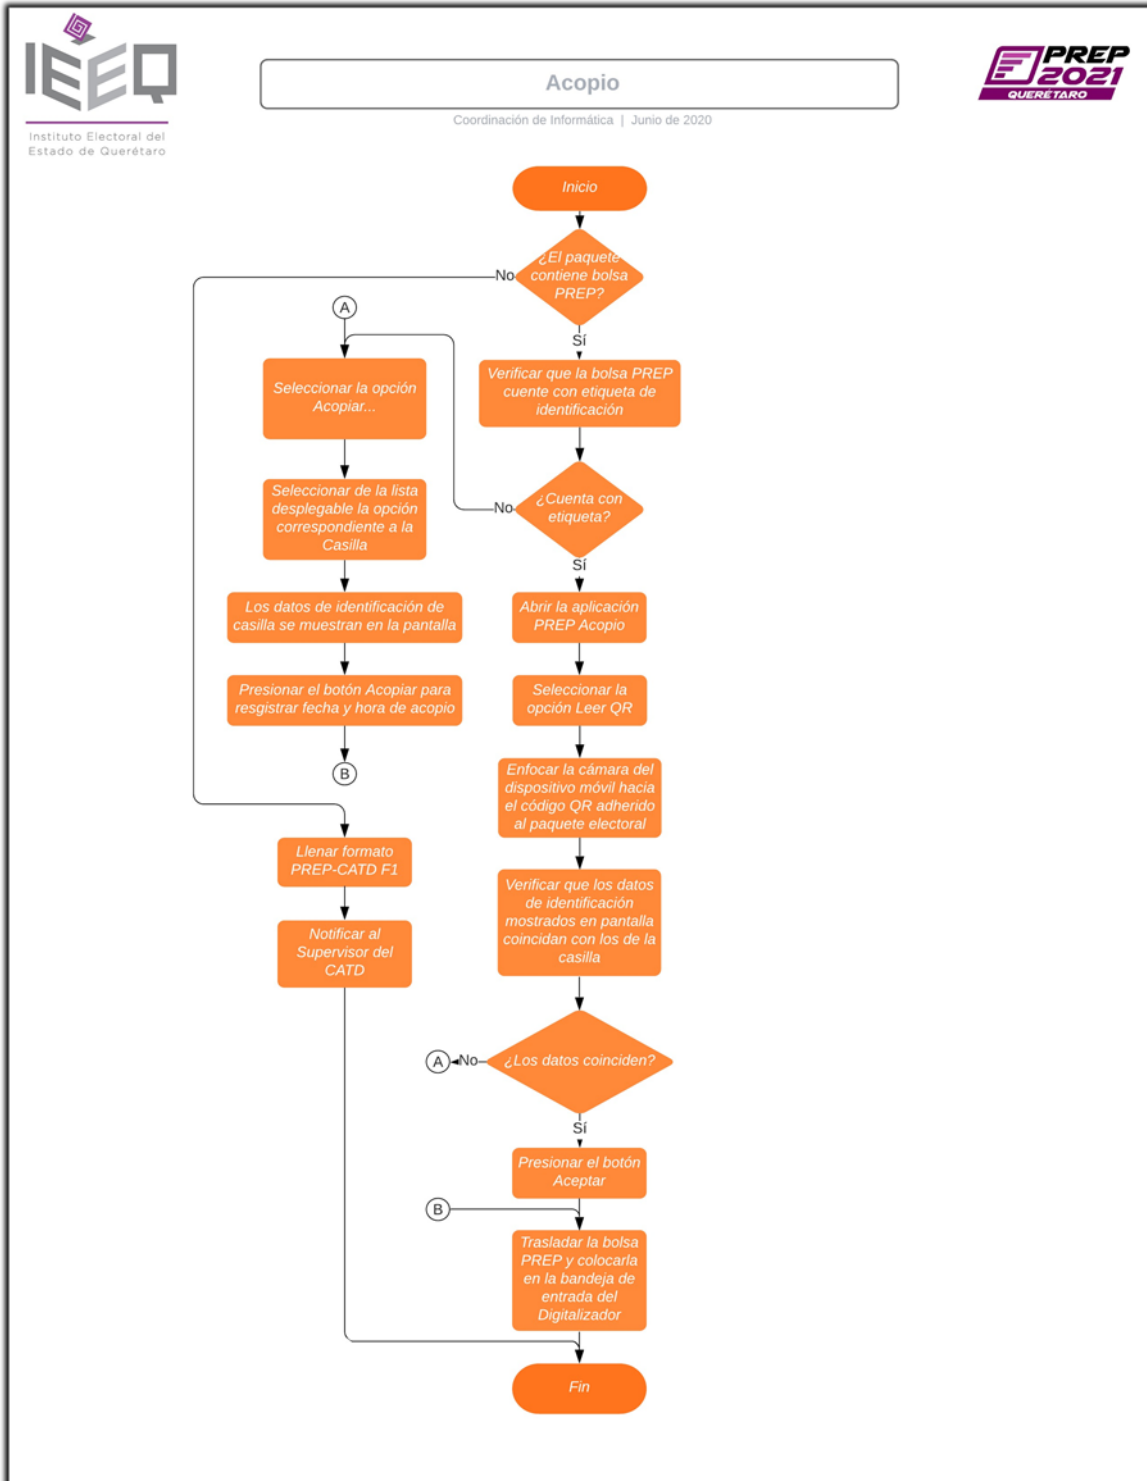 IEEQ
Instituto Electoral del
Estado de Querétaro
Acopio
Coordinación de Informática | Junio de 2020
PREP
2021
QUERÉTARO
Inicio
¿El paquete
contiene bolsa
PREP?
No
Sí
Verificar que la bolsa PREP
cuente con etiqueta de
identificación
¿Cuenta con
etiqueta?
No
Sí
A
Seleccionar la opción
Acopiar...
Seleccionar de la lista
desplegable la opción
correspondiente a la
Casilla
Los datos de identificación de
casilla se muestran en la pantalla
Presionar el botón Acopiar para
resgistrar fecha y hora de acopio
B
Abrir la aplicación
PREP Acopio
Seleccionar la
opción Leer QR
Enfocar la cámara del
dispositivo móvil hacia
el código QR adherido
al paquete electoral
Verificar que los datos
de identificación
mostrados en pantalla
coincidan con los de la
casilla
Llenar formato
PREP-CATD F1
Notificar al
Supervisor del
CATD
¿Los datos coinciden?
No
A
Sí
Presionar el botón
Aceptar
B
Trasladar la bolsa
PREP y colocarla
en la bandeja de
entrada del
Digitalizador
Fin